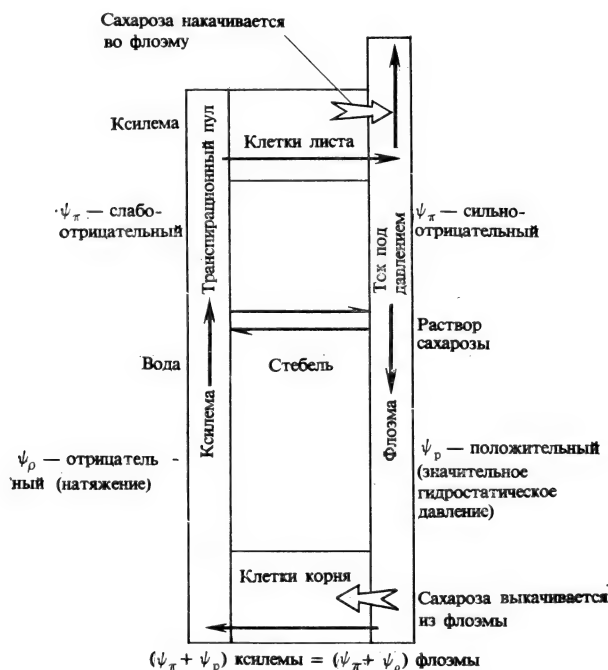 Сахароза накачивается
во флоэму
Ксилема
Транспирационный пул
Клетки листа
ψπ — слабо-
отрицательный
ψπ — сильно-
отрицательный
Ток под
давлением
Раствор
сахарозы
Вода
Стебель
Ксилема
Флоэма
ψρ — отрицатель -
ный (натяжение)
ψp — положительный
(значительное
гидростатическое
давление)
Клетки корня
Сахароза выкачивается
из флоэмы
(ψπ + ψp) ксилемы = (ψπ + ψρ) флоэмы